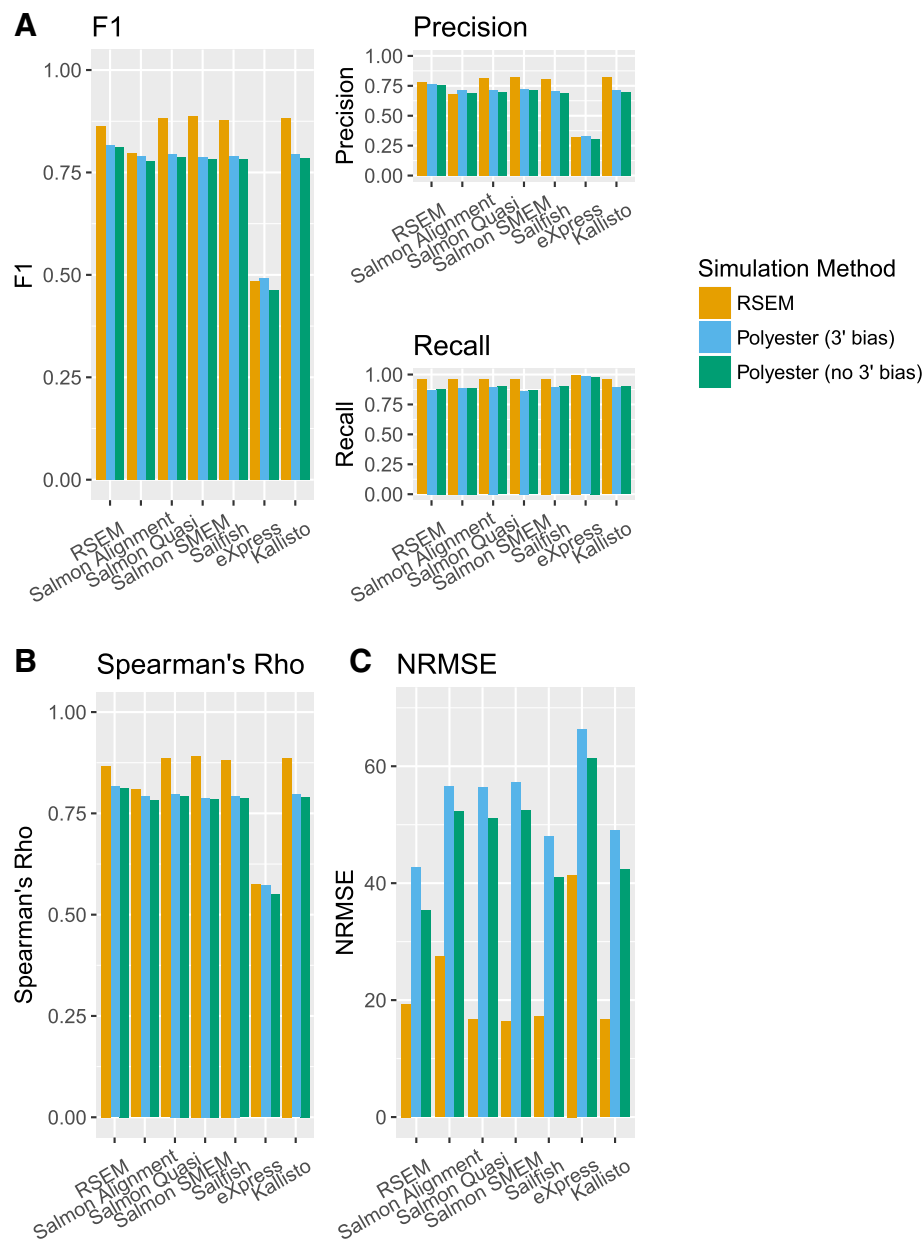 A
F1
F1
1.00
0.75
0.50
0.25
0.00
RSEM
Salmon Alignment
Salmon Quasi
Salmon SMEM
Sailfish
eXpress
Kallisto
Precision
Precision
1.00
0.75
0.50
0.25
0.00
RSEM
Salmon Alignment
Salmon Quasi
Salmon SMEM
Sailfish
eXpress
Kallisto
Recall
Recall
1.00
0.75
0.50
0.25
0.00
RSEM
Salmon Alignment
Salmon Quasi
Salmon SMEM
Sailfish
eXpress
Kallisto
Simulation Method
RSEM
Polyester (3' bias)
Polyester (no 3' bias)
B
Spearman's Rho
Spearman's Rho
1.00
0.75
0.50
0.25
0.00
RSEM
Salmon Alignment
Salmon Quasi
Salmon SMEM
Sailfish
eXpress
Kallisto
C
NRMSE
NRMSE
60
40
20
0
RSEM
Salmon Alignment
Salmon Quasi
Salmon SMEM
Sailfish
eXpress
Kallisto